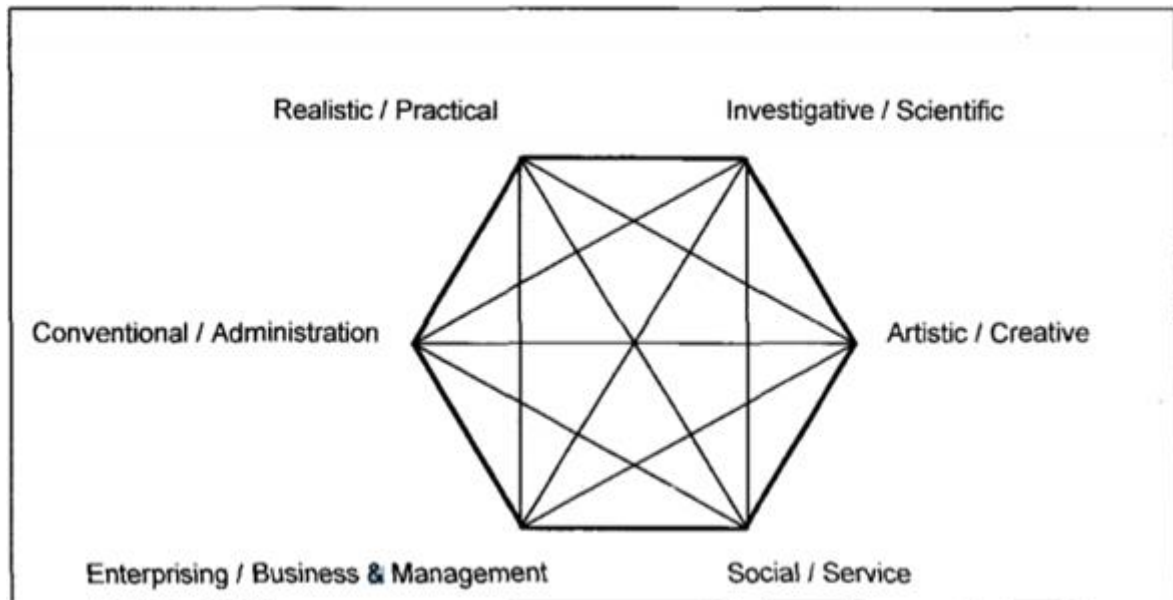 Realistic / Practical
Investigative / Scientific
Conventional / Administration
Artistic / Creative
Enterprising / Business & Management
Social / Service